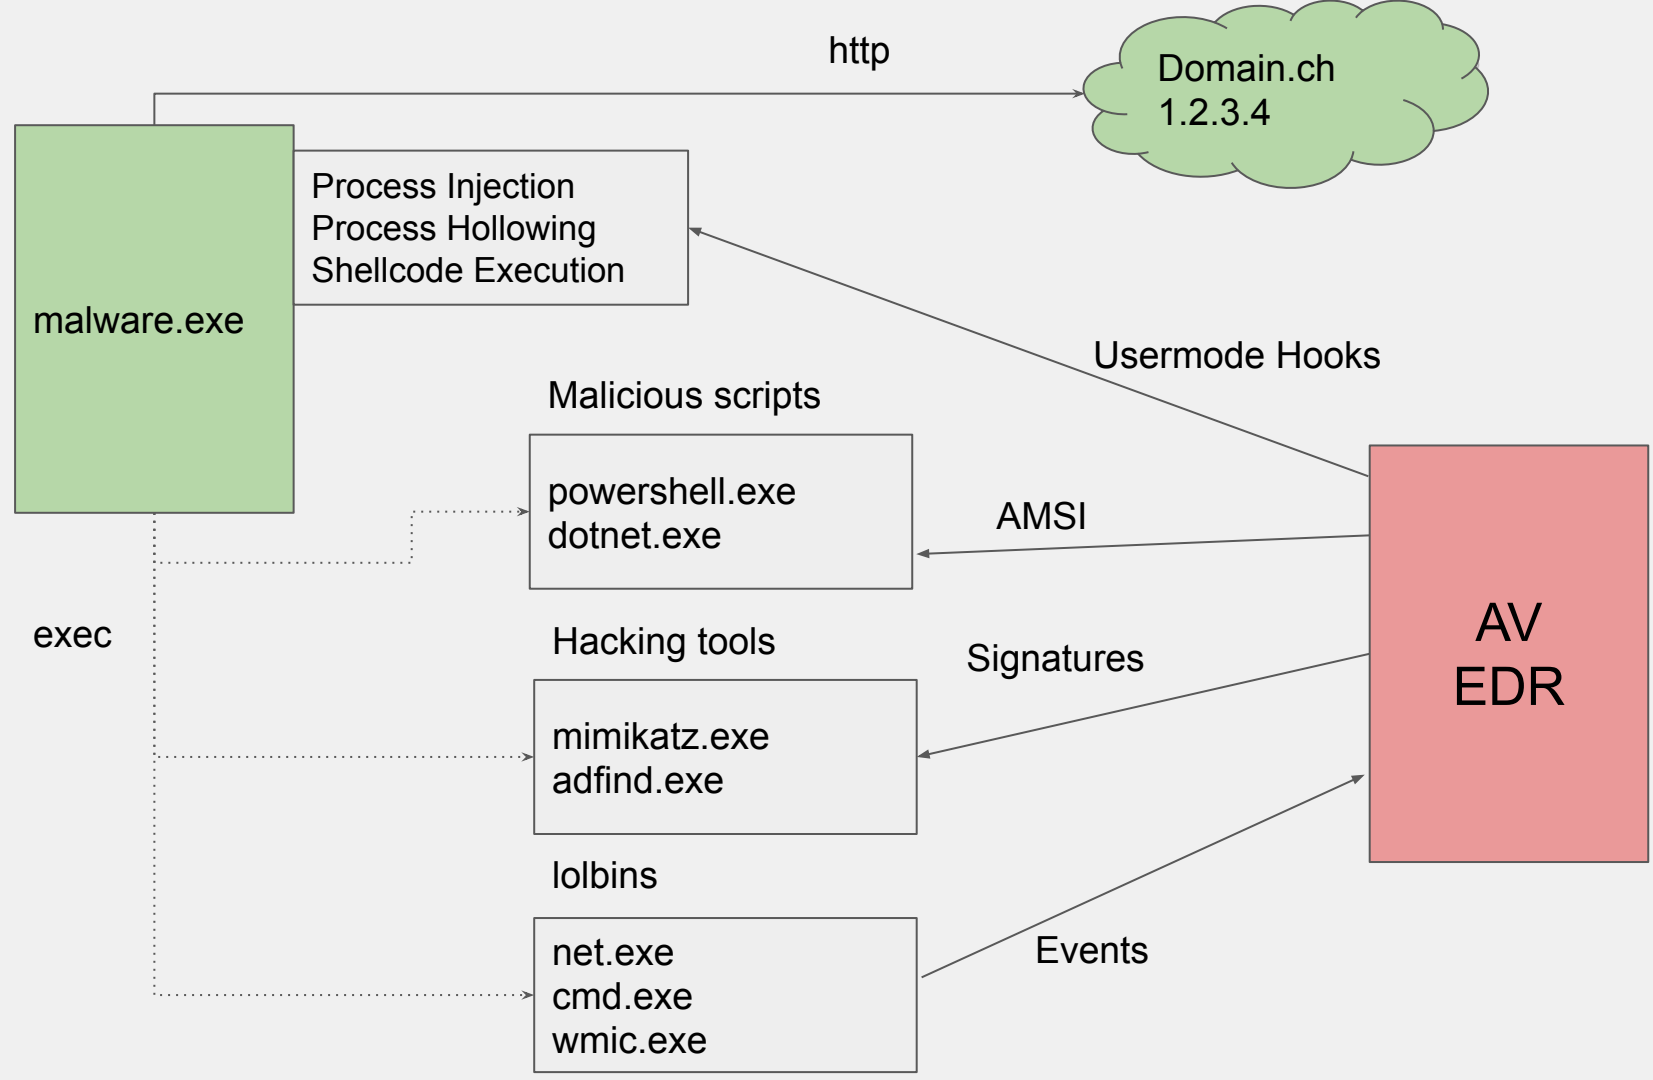 http
Domain.ch
1.2.3.4
Process Injection
Process Hollowing
Shellcode Execution
malware.exe
Usermode Hooks
Malicious scripts
powershell.exe
dotnet.exe
AMSI
exec
Hacking tools
Signatures
AV
EDR
mimikatz.exe
adfind.exe
lolbins
net.exe
cmd.exe
wmic.exe
Events